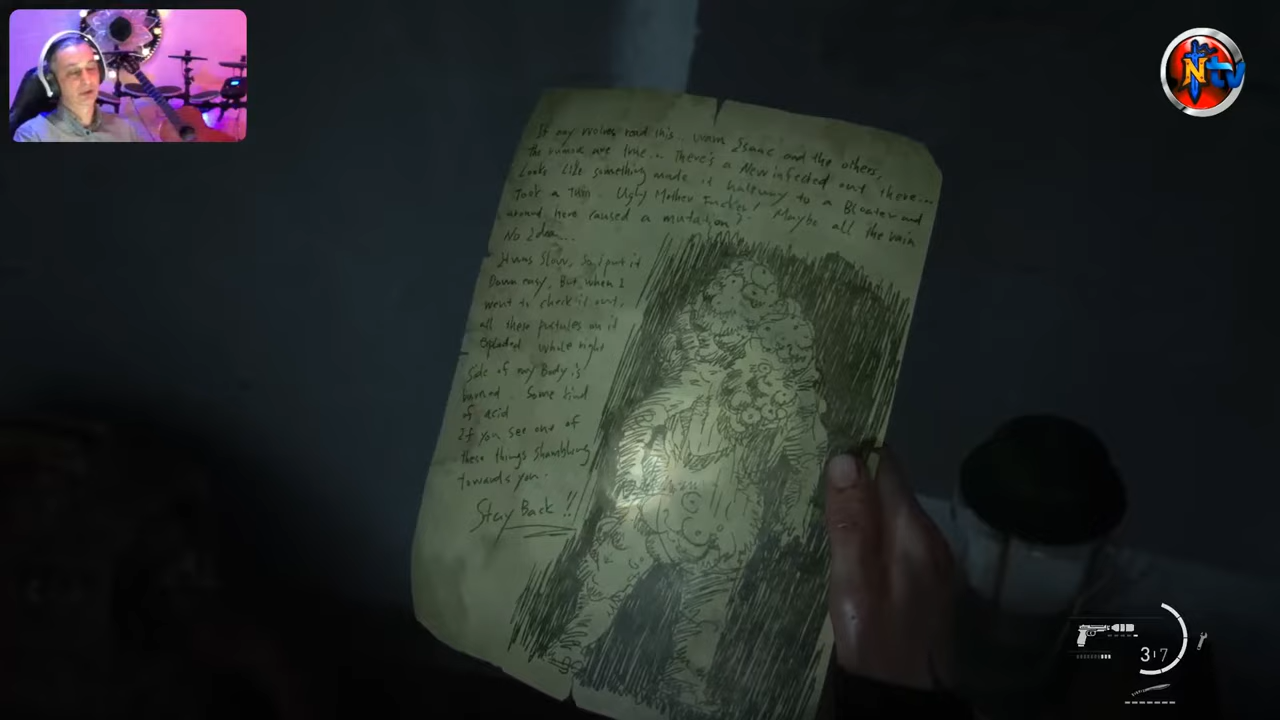 NTV
If any wolves read this.. warn Isaac and the others,
the rumors are true... There's a New infected out there...
Looks like something made it halfway to a Bloater and
Took a turn. Ugly Mother Fucker! Maybe all the rain
around here caused a mutation?
No Idea...
It was Slow, So I put it
Down easy, But when I
went to check it out,
all these pustules on it
Exploded whole right
Side of my Body is
burned. Some kind
of acid
If you see one of
these things shambling
towards you.
Stay Back!!
3 7